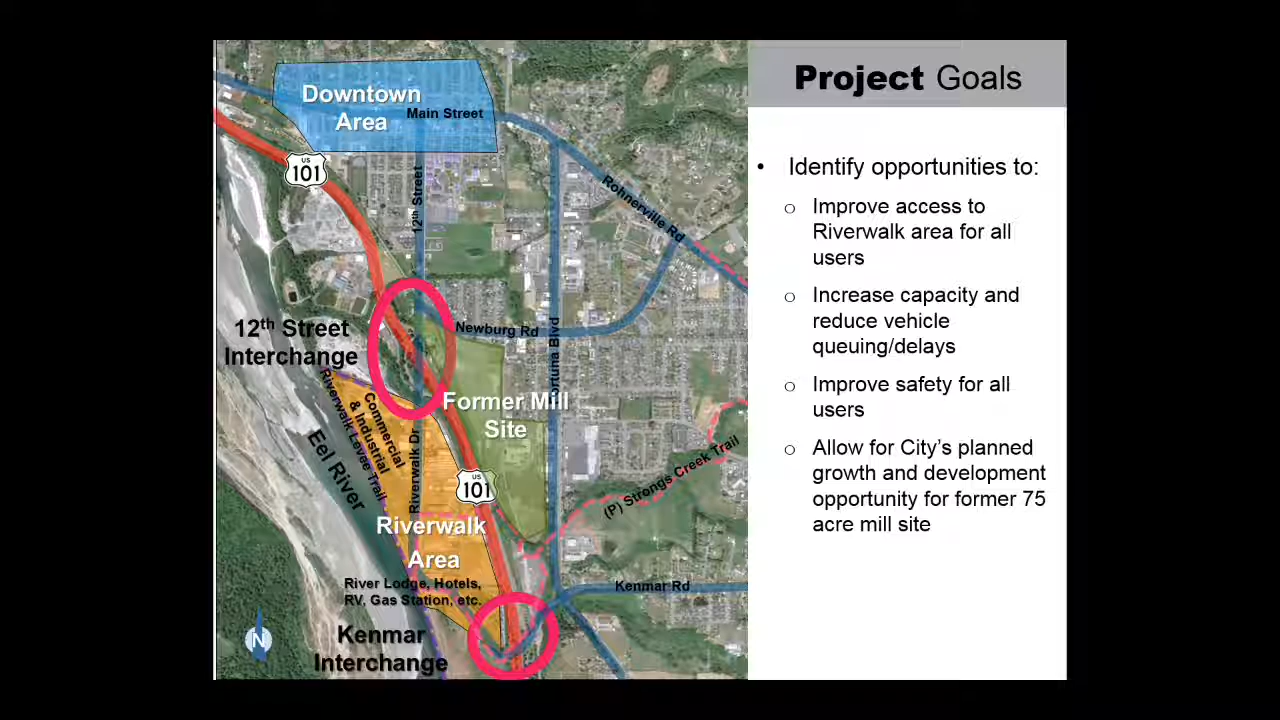 Project Goals
Downtown
Area
Main Street
US
101
12th Street
Rohnerville Rd
12th Street
Interchange
Newburg Rd
Fortuna Blvd
Former Mill
Site
Commercial
& Industrial
Riverwalk Levee Trail
Eel River
Riverwalk Dr
US
101
(P) Strongs Creek Trail
Riverwalk
Area
River Lodge, Hotels,
RV, Gas Station, etc.
Kenmar Rd
Kenmar
Interchange
N
• Identify opportunities to:
o Improve access to
Riverwalk area for all
users
o Increase capacity and
reduce vehicle
queuing/delays
o Improve safety for all
users
o Allow for City’s planned
growth and development
opportunity for former 75
acre mill site